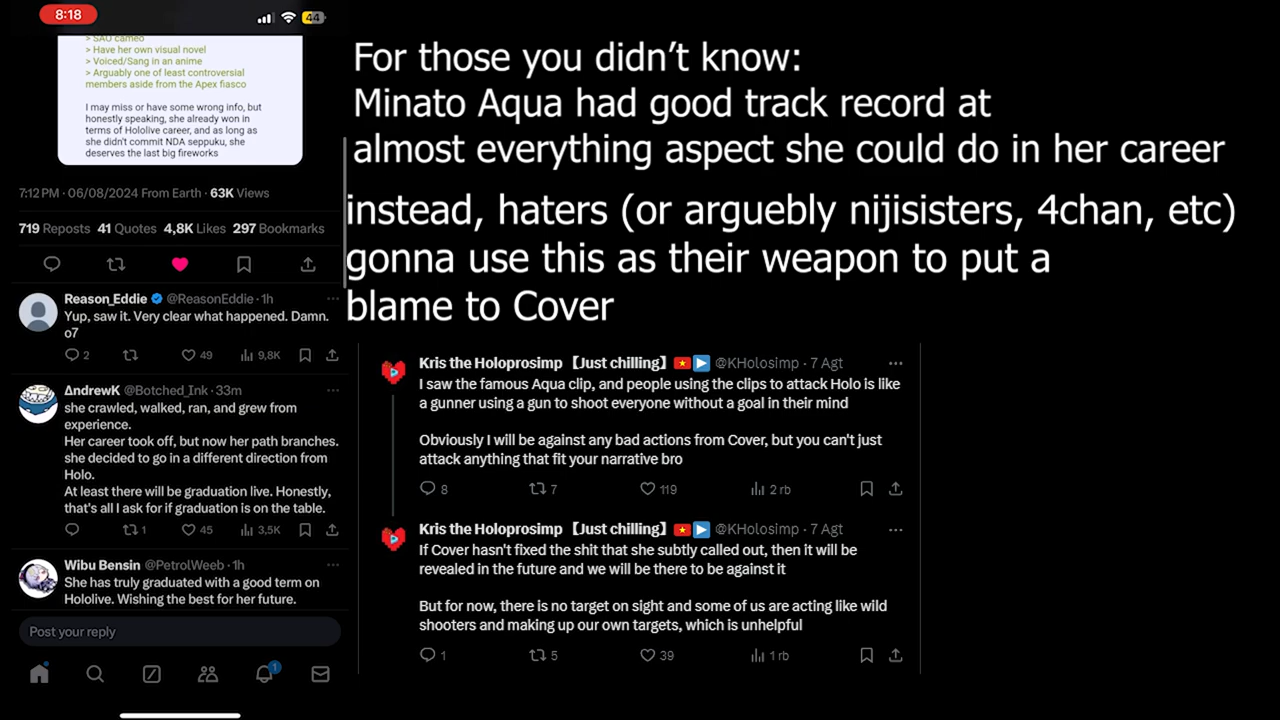 8:18
44
> SAO cameo
> Have her own visual novel
> Voiced/Sang in an anime
> Arguably one of least controversial
members aside from the Apex fiasco
I may miss or have some wrong info, but
honestly speaking, she already won in
terms of Hololive career, and as long as
she didn't commit NDA seppuku, she
deserves the last big fireworks
7:12 PM · 06/08/2024 From Earth · 63K Views
719 Reposts 41 Quotes 4,8K Likes 297 Bookmarks
Reason_Eddie @ReasonEddie · 1h
Yup, saw it. Very clear what happened. Damn.
o7
2 49 9,8K
ΔndrewK @Botched_Ink · 33m
she crawled, walked, ran, and grew from
experience.
Her career took off, but now her path branches.
she decided to go in a different direction from
Holo.
At least there will be graduation live. Honestly,
that's all I ask for if graduation is on the table.
1 45 3,5K
Wibu Bensin @PetrolWeeb · 1h
She has truly graduated with a good term on
Hololive. Wishing the best for her future.
Post your reply
1
For those you didn't know:
Minato Aqua had good track record at
almost everything aspect she could do in her career
instead, haters (or arguebly nijisisters, 4chan, etc)
gonna use this as their weapon to put a
blame to Cover
Kris the Holoprosimp【Just chilling】 @KHolosimp · 7 Agt
I saw the famous Aqua clip, and people using the clips to attack Holo is like
a gunner using a gun to shoot everyone without a goal in their mind
Obviously I will be against any bad actions from Cover, but you can't just
attack anything that fit your narrative bro
8 7 119 2 rb
Kris the Holoprosimp【Just chilling】 @KHolosimp · 7 Agt
If Cover hasn't fixed the shit that she subtly called out, then it will be
revealed in the future and we will be there to be against it
But for now, there is no target on sight and some of us are acting like wild
shooters and making up our own targets, which is unhelpful
1 5 39 1 rb